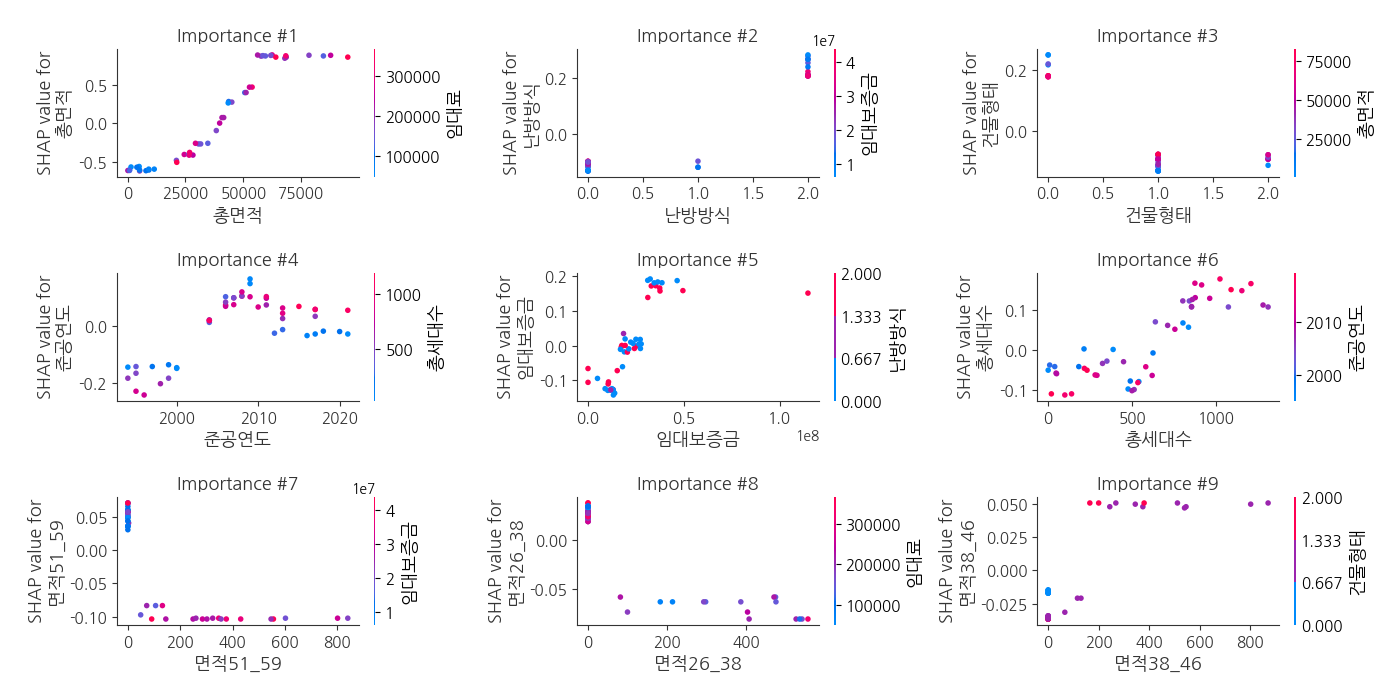 Importance #1
SHAP value for
총면적
0.5
0.0
-0.5
0
25000
50000
75000
총면적
300000
200000
100000
임대료
Importance #2
SHAP value for
난방방식
0.2
0.0
0.0
0.5
1.0
1.5
2.0
난방방식
1e7
4
3
2
1
임대보증금
Importance #3
SHAP value for
건물형태
0.2
0.0
0.0
0.5
1.0
1.5
2.0
건물형태
75000
50000
25000
총면적
Importance #4
SHAP value for
준공연도
0.0
-0.2
2000
2010
2020
준공연도
1000
500
총세대수
Importance #5
SHAP value for
임대보증금
0.2
0.1
0.0
-0.1
0.0
0.5
1.0
1e8
임대보증금
2.000
1.333
0.667
0.000
난방방식
Importance #6
SHAP value for
총세대수
0.1
0.0
-0.1
0
500
1000
총세대수
2010
2000
준공연도
Importance #7
SHAP value for
면적51_59
0.05
0.00
-0.05
-0.10
0
200
400
600
800
면적51_59
1e7
4
3
2
1
임대보증금
Importance #8
SHAP value for
면적26_38
0.00
-0.05
0
200
400
면적26_38
300000
200000
100000
임대료
Importance #9
SHAP value for
면적38_46
0.050
0.025
0.000
-0.025
0
200
400
600
800
면적38_46
2.000
1.333
0.667
0.000
건물형태